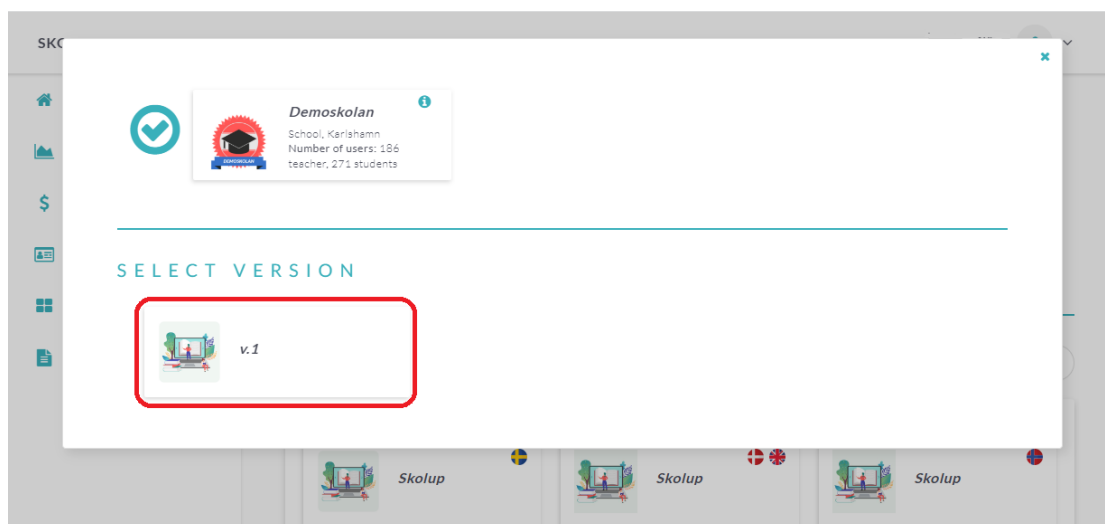 SKO
Demoskolan
School, Karlshamn
Number of users: 186
teacher, 271 students
DEMOSKOLAN
SELECT VERSION
v.1
Skolup
Skolup
Skolup